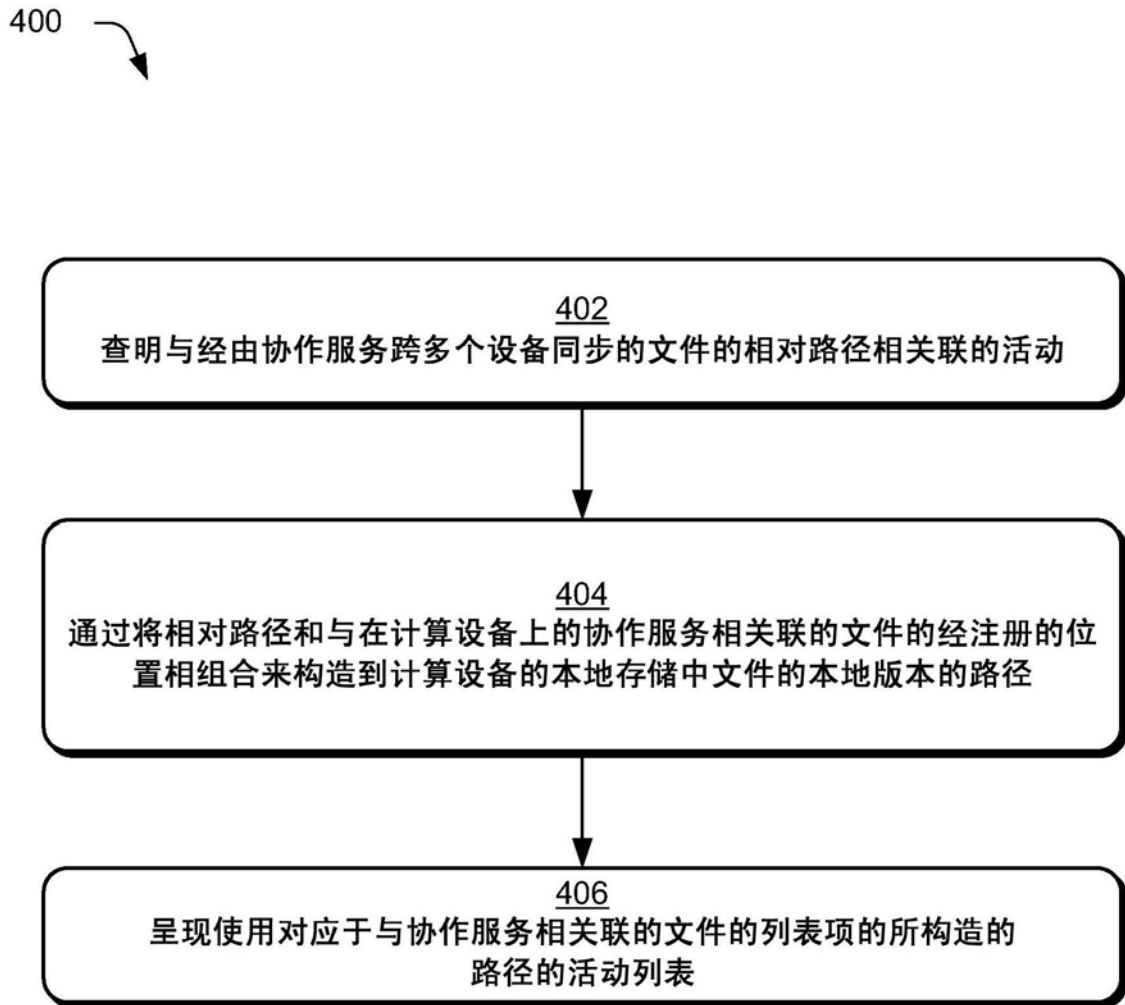 400
402
查明与经由协作服务跨多个设备同步的文件的相对路径相关联的活动
404
通过将相对路径和与在计算设备上的协作服务相关联的文件的经注册的位
置相组合来构造到计算设备的本地存储中文件的本地版本的路径
406
呈现使用对应于与协作服务相关联的文件的列表项的所构造的
路径的活动列表